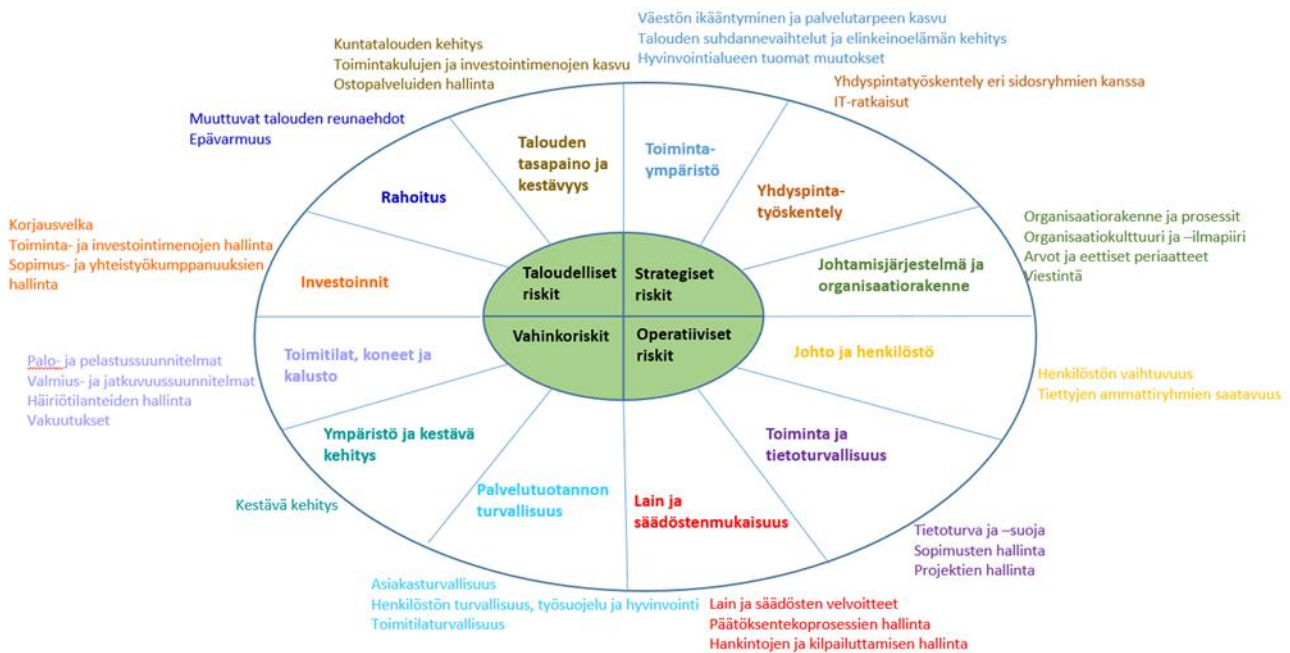 Väestön ikääntyminen ja palvelutarpeen kasvu
Talouden suhdannevaihtelut ja elinkeinoelämän kehitys
Hyvinvointialueen tuomat muutokset
Kuntatalouden kehitys
Toimintakulujen ja investointimenojen kasvu
Ostopalveluiden hallinta
Yhdyspintatyöskentely eri sidosryhmien kanssa
IT-ratkaisut
Muuttuvat talouden reunaehdot
Epävarmuus
Talouden
tasapaino ja
kestävyys
Toiminta-
ympäristö
Rahoitus
Yhdyspinta-
työskentely
Korjausvelka
Toiminta- ja investointimenojen hallinta
Sopimus- ja yhteistyökumppanuuksien
hallinta
Organisaatiorakenne ja prosessit
Organisaatiokulttuuri ja –ilmapiiri
Arvot ja eettiset periaatteet
Viestintä
Investoinnit
Taloudelliset
riskit
Strategiset
riskit
Johtamisjärjestelmä ja
organisaatiorakenne
Vahinkoriskit
Operatiiviset
riskit
Toimitilat, koneet ja
kalusto
Johto ja henkilöstö
Palo- ja pelastussuunnitelmat
Valmius- ja jatkuvuussuunnitelmat
Häiriötilanteiden hallinta
Vakuutukset
Henkilöstön vaihtuvuus
Tiettyjen ammattiryhmien saatavuus
Ympäristö ja kestävä
kehitys
Toiminta ja
tietoturvallisuus
Kestävä kehitys
Palvelutuotannon
turvallisuus
Lain ja
säädöstenmukaisuus
Tietoturva ja –suoja
Sopimusten hallinta
Projektien hallinta
Asiakasturvallisuus
Henkilöstön turvallisuus, työsuojelu ja hyvinvointi
Toimitilaturvallisuus
Lain ja säädösten velvoitteet
Päätöksentekoprosessien hallinta
Hankintojen ja kilpailuttamisen hallinta